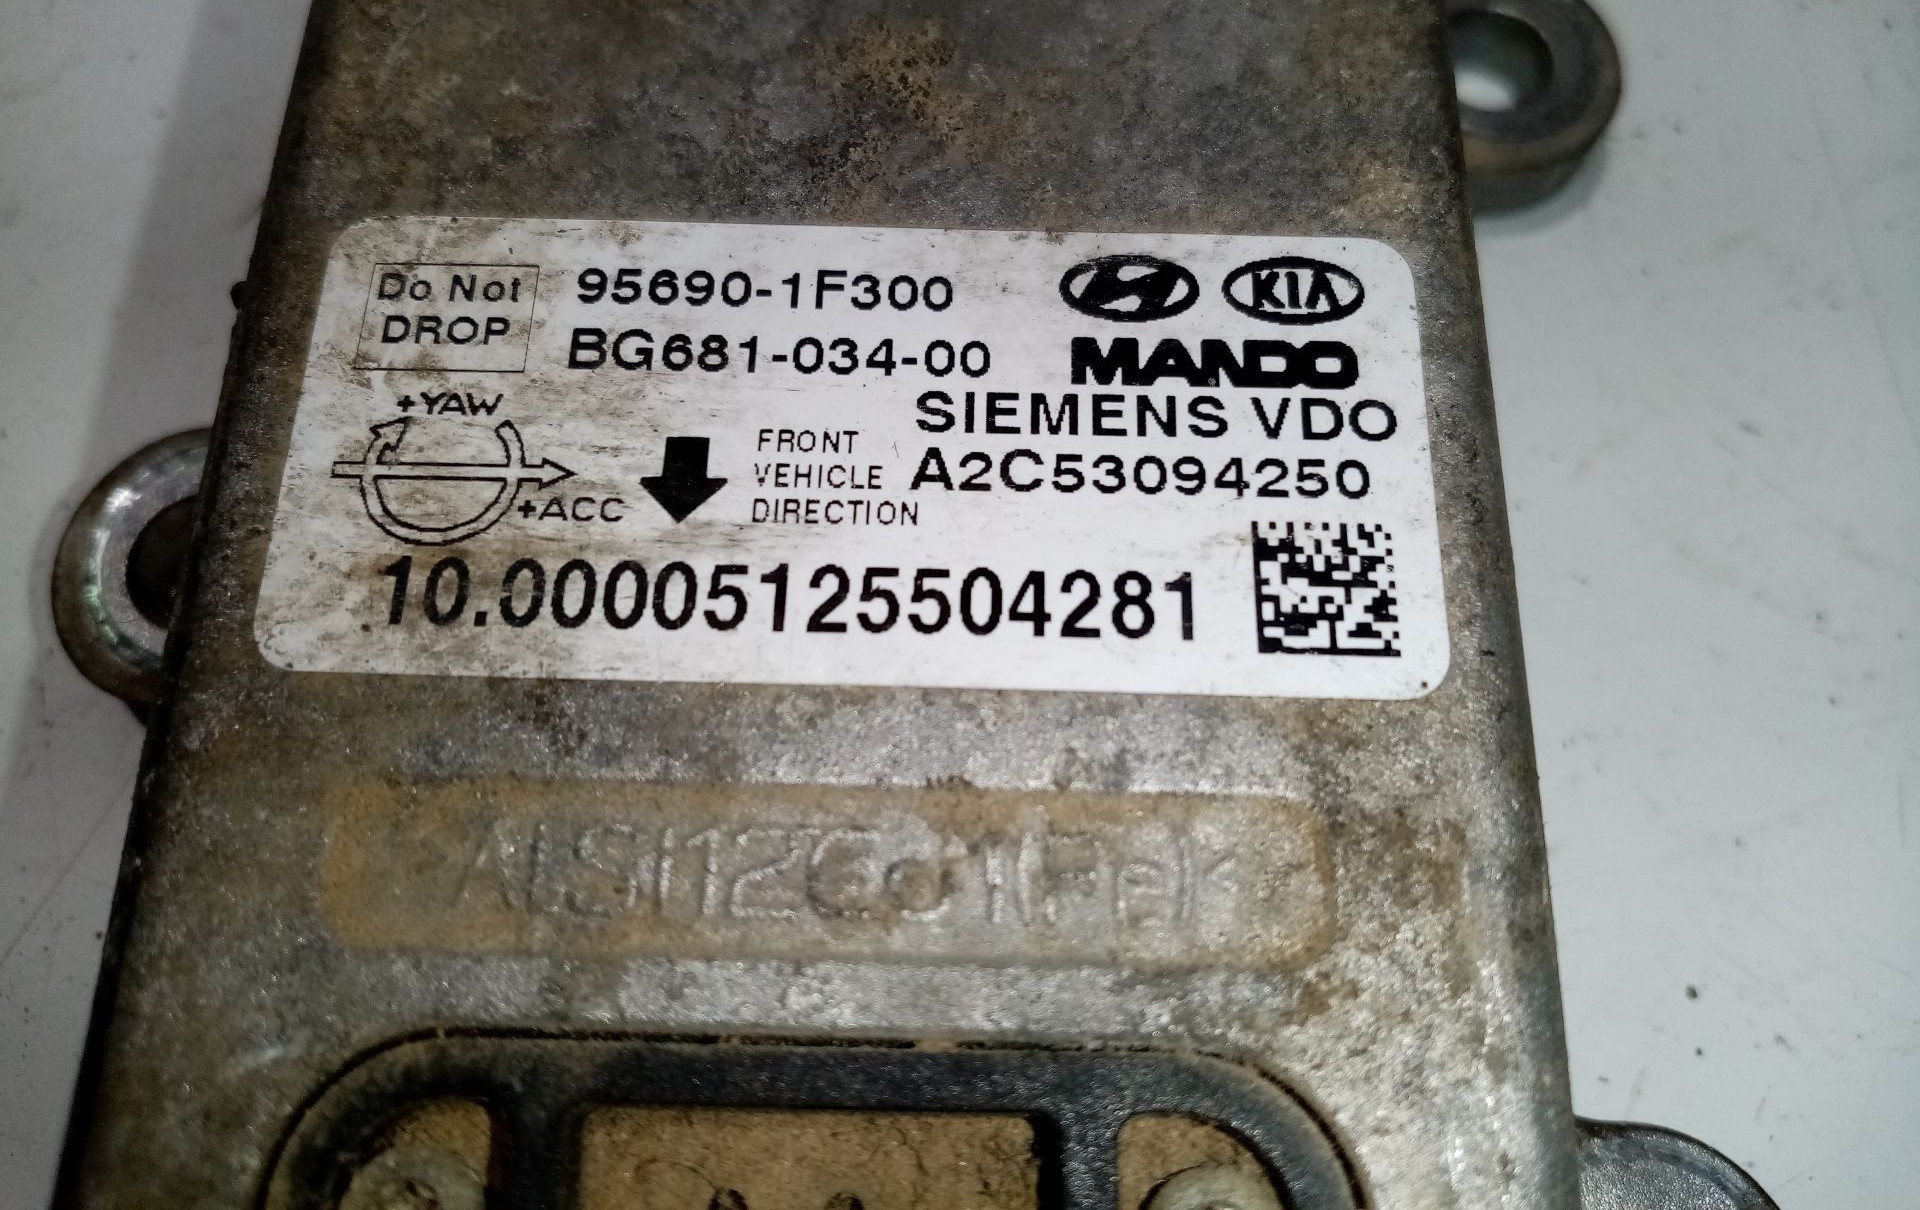 Do Not
DROP
95690-1F300
KIA
BG681-034-00
MANDO
+YAW
SIEMENS VDO
FRONT
VEHICLE
DIRECTION
A2C53094250
+ACC
10.00005125504281